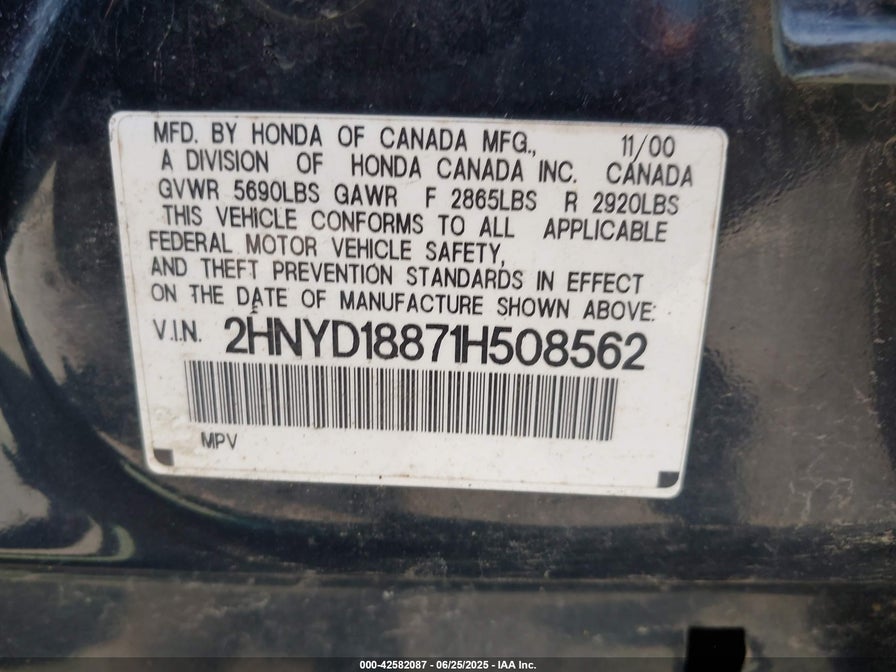 MFD. BY HONDA OF CANADA MFG., 11/00
A DIVISION OF HONDA CANADA INC. CANADA
GVWR 5690LBS GAWR F 2865LBS R 2920LBS
THIS VEHICLE CONFORMS TO ALL APPLICABLE
FEDERAL MOTOR VEHICLE SAFETY,
AND THEFT PREVENTION STANDARDS IN EFFECT
ON THE DATE OF MANUFACTURE SHOWN ABOVE:
V.I.N. 2HNYD18871H508562
MPV
000-42582087 - 06/25/2025 - IAA Inc.